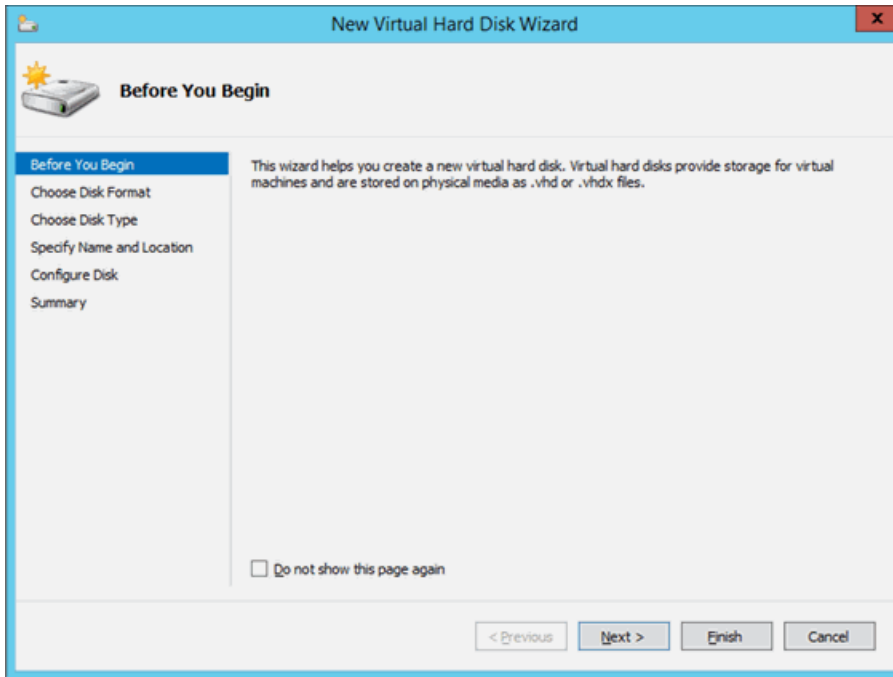 New Virtual Hard Disk Wizard
x
Before You Begin
Before You Begin
Choose Disk Format
Choose Disk Type
Specify Name and Location
Configure Disk
Summary
This wizard helps you create a new virtual hard disk. Virtual hard disks provide storage for virtual
machines and are stored on physical media as .vhd or .vhdx files.
Do not show this page again
< Previous
Next >
Finish
Cancel